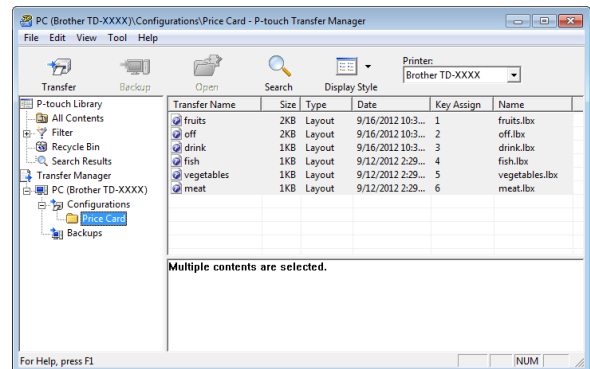 PC (Brother TD-XXXX)\Configurations\Price Card - P-touch Transfer Manager
File Edit View Tool Help
Transfer Backup Open Search Display Style
Printer:
Brother TD-XXXX
P-touch Library
All Contents
Filter
Recycle Bin
Search Results
Transfer Manager
PC (Brother TD-XXXX)
Configurations
Price Card
Backups
Transfer Name Size Type Date Key Assign Name
fruits 2KB Layout 9/16/2012 10:3... 1 fruits.lbx
off 2KB Layout 9/16/2012 10:3... 2 off.lbx
drink 1KB Layout 9/16/2012 10:3... 3 drink.lbx
fish 1KB Layout 9/12/2012 2:29... 4 fish.lbx
vegetables 1KB Layout 9/12/2012 2:29... 5 vegetables.lbx
meat 1KB Layout 9/12/2012 2:29... 6 meat.lbx
Multiple contents are selected.
For Help, press F1
NUM